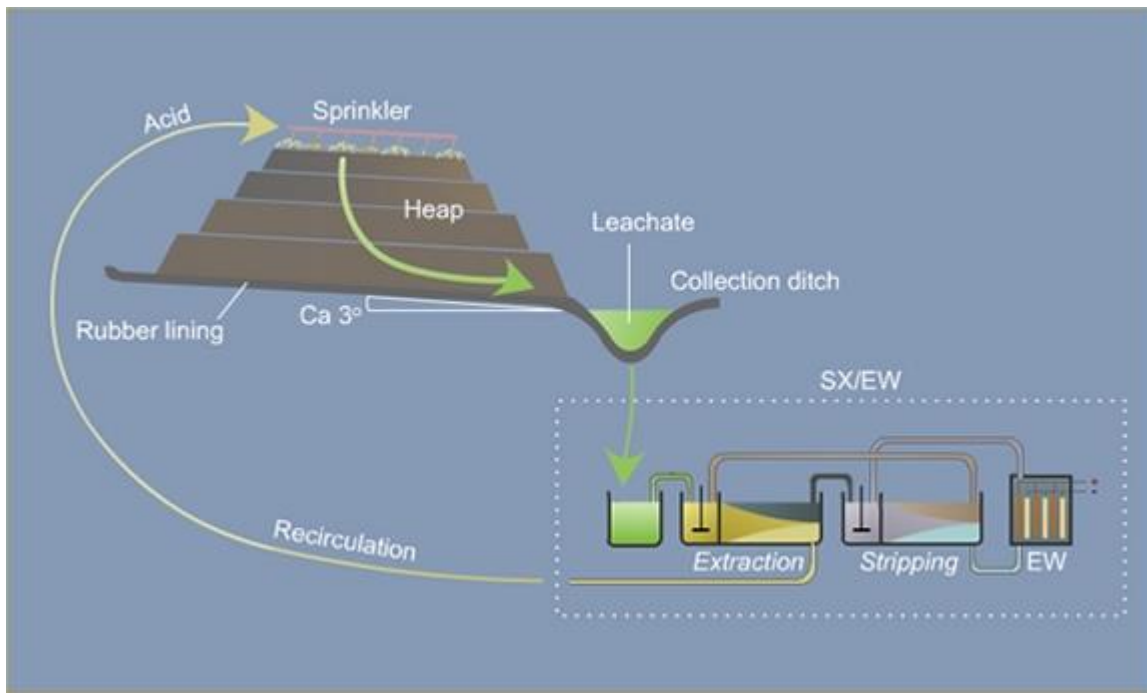 Acid
Sprinkler
Heap
Leachate
Collection ditch
Ca 3°
Rubber lining
SX/EW
Recirculation
Extraction
Stripping
EW